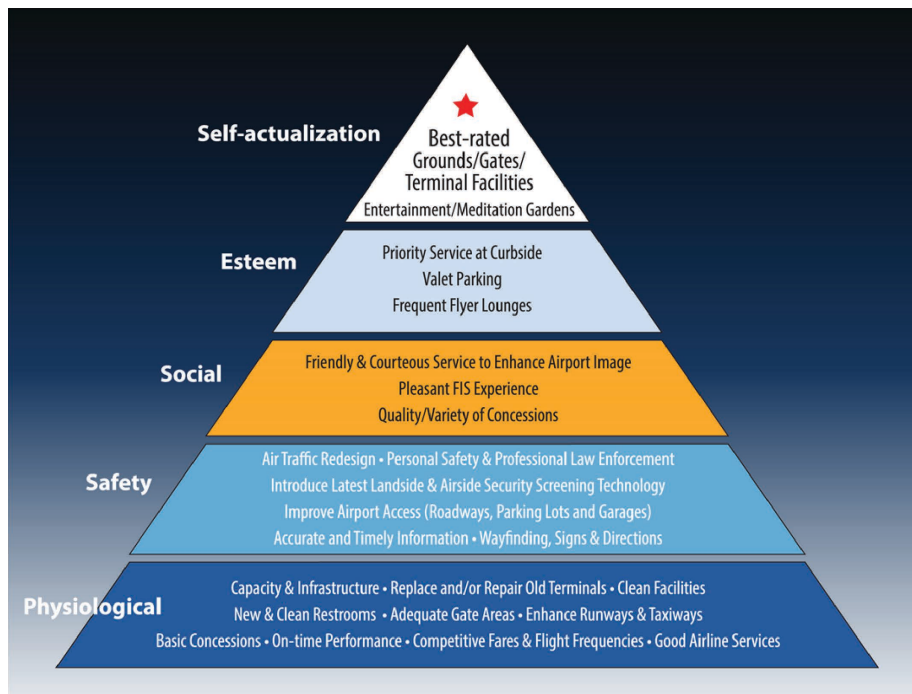 Self-actualization
Best-rated
Grounds/Gates/
Terminal Facilities
Entertainment/Meditation Gardens
Esteem
Priority Service at Curbside
Valet Parking
Frequent Flyer Lounges
Social
Friendly & Courteous Service to Enhance Airport Image
Pleasant FIS Experience
Quality/Variety of Concessions
Safety
Air Traffic Redesign • Personal Safety & Professional Law Enforcement
Introduce Latest Landside & Airside Security Screening Technology
Improve Airport Access (Roadways, Parking Lots and Garages)
Accurate and Timely Information • Wayfinding, Signs & Directions
Physiological
Capacity & Infrastructure • Replace and/or Repair Old Terminals • Clean Facilities
New & Clean Restrooms • Adequate Gate Areas • Enhance Runways & Taxiways
Basic Concessions • On-time Performance • Competitive Fares & Flight Frequencies • Good Airline Services